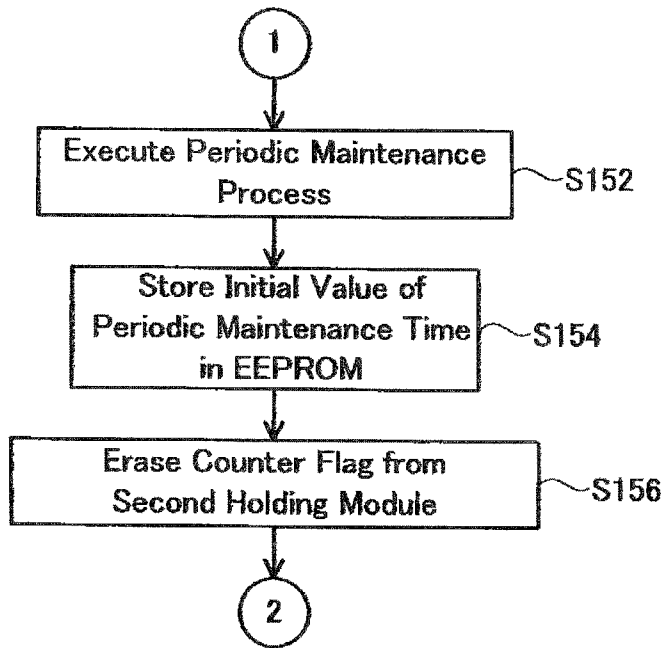 1
Execute Periodic Maintenance
Process
S152
Store Initial Value of
Periodic Maintenance Time
in EEPROM
S154
Erase Counter Flag from
Second Holding Module
S156
2